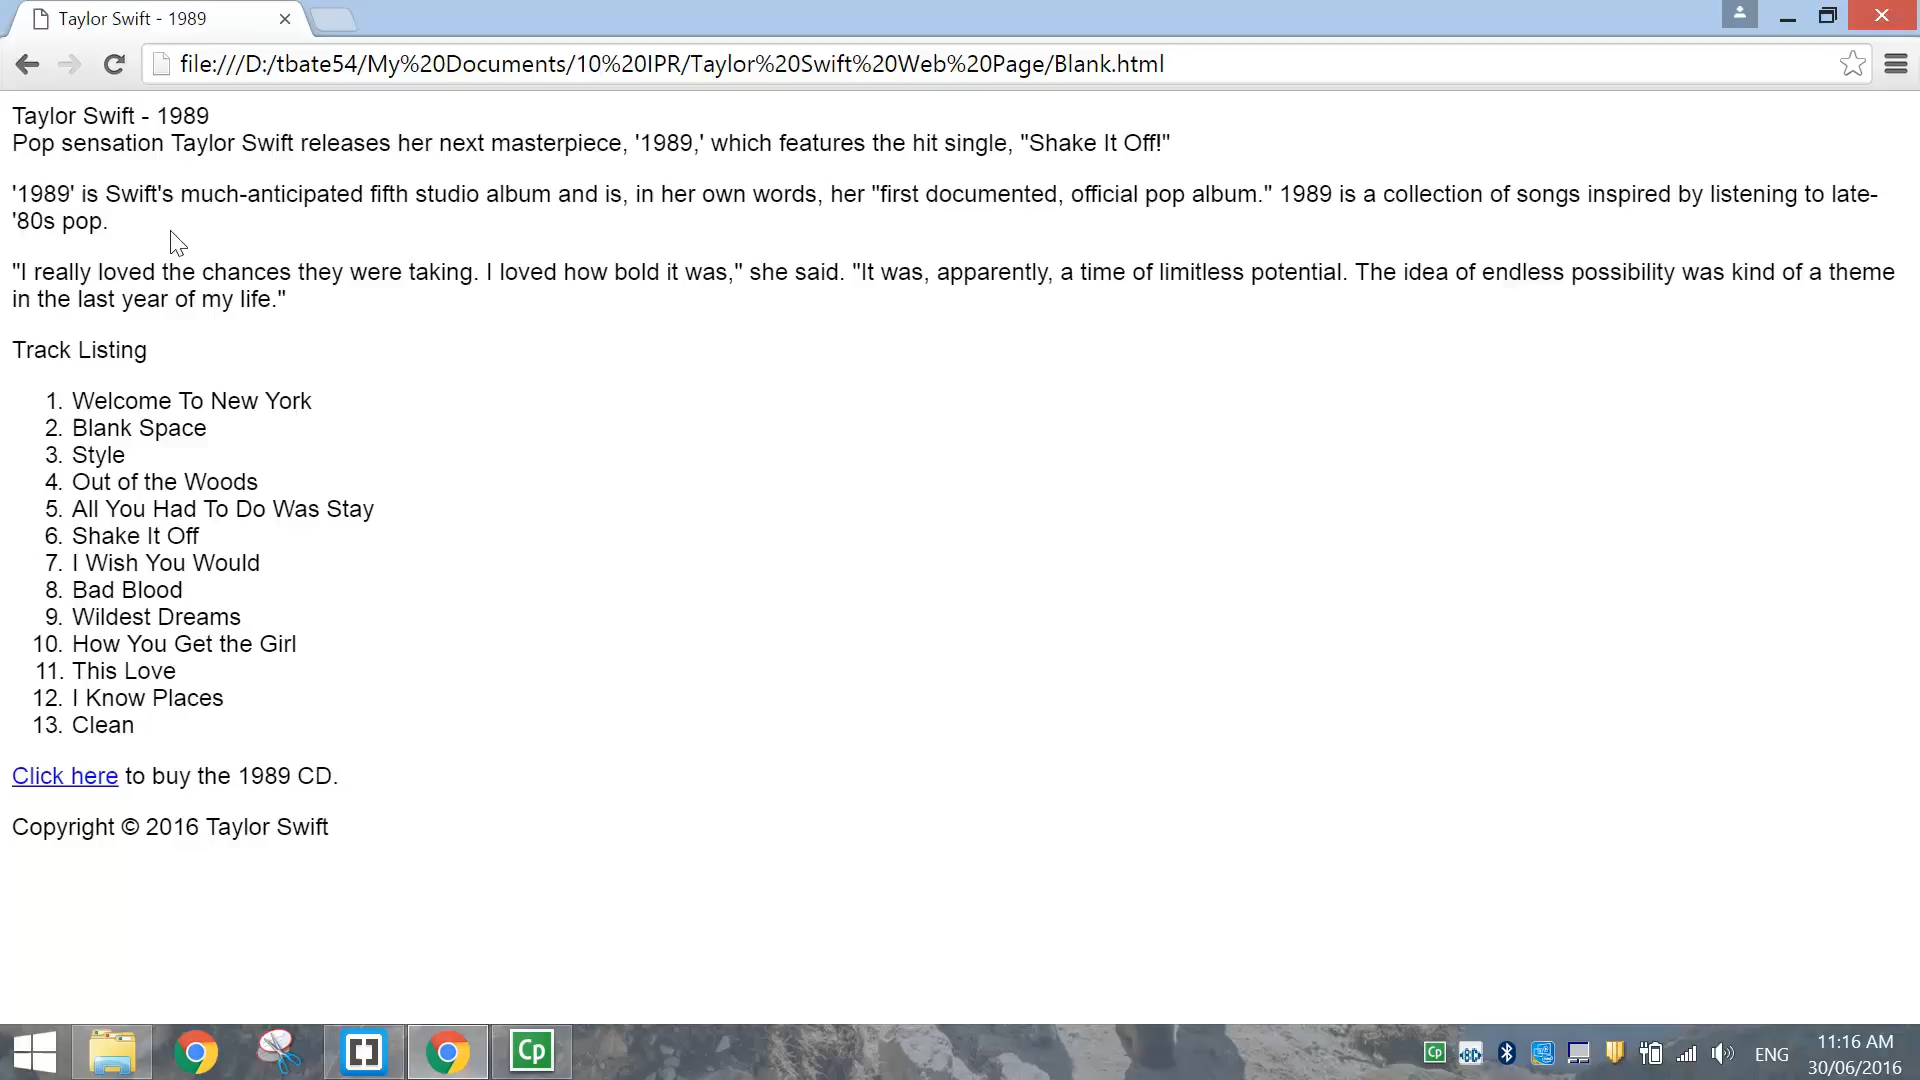 Taylor Swift - 1989
file:///D:/tbate54/My%20Documents/10%20IPR/Taylor%20Swift%20Web%20Page/Blank.html
Taylor Swift - 1989
Pop sensation Taylor Swift releases her next masterpiece, '1989,' which features the hit single, "Shake It Off!"
'1989' is Swift's much-anticipated fifth studio album and is, in her own words, her "first documented, official pop album." 1989 is a collection of songs inspired by listening to late-
'80s pop.
"I really loved the chances they were taking. I loved how bold it was," she said. "It was, apparently, a time of limitless potential. The idea of endless possibility was kind of a theme
in the last year of my life."
Track Listing
1. Welcome To New York
2. Blank Space
3. Style
4. Out of the Woods
5. All You Had To Do Was Stay
6. Shake It Off
7. I Wish You Would
8. Bad Blood
9. Wildest Dreams
10. How You Get the Girl
11. This Love
12. I Know Places
13. Clean
Click here to buy the 1989 CD.
Copyright © 2016 Taylor Swift
Cp
Cp
ENG
11:16 AM
30/06/2016